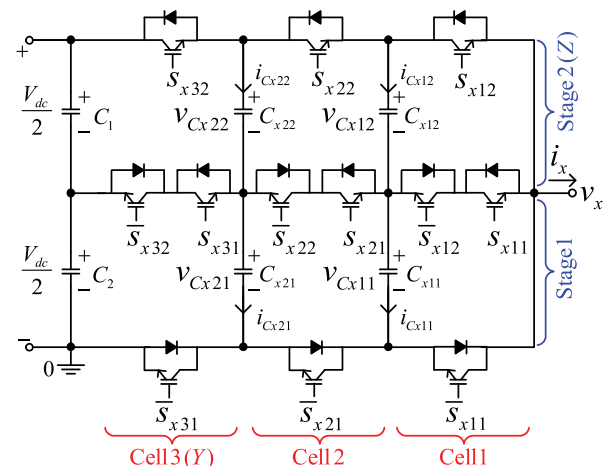 +
s_x32
i_Cx22
s_x22
i_Cx12
s_x12
Stage 2 (Z)
V_dc
2
+
− C_1
v_Cx22
+
− C_x22
v_Cx12
+
− C_x12
i_x
v_x
s̅_x32
s_x31
s̅_x22
s_x21
s̅_x12
s_x11
V_dc
2
+
− C_2
v_Cx21
+
− C_x21
v_Cx11
+
− C_x11
Stage1
i_Cx21
i_Cx11
−
0
s̅_x31
s̅_x21
s̅_x11
Cell3(Y)
Cell2
Cell1